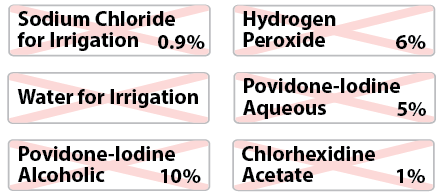 Sodium Chloride
for Irrigation 0.9%
Hydrogen
Peroxide 6%
Water for Irrigation
Povidone-Iodine
Aqueous 5%
Povidone-Iodine
Alcoholic 10%
Chlorhexidine
Acetate 1%